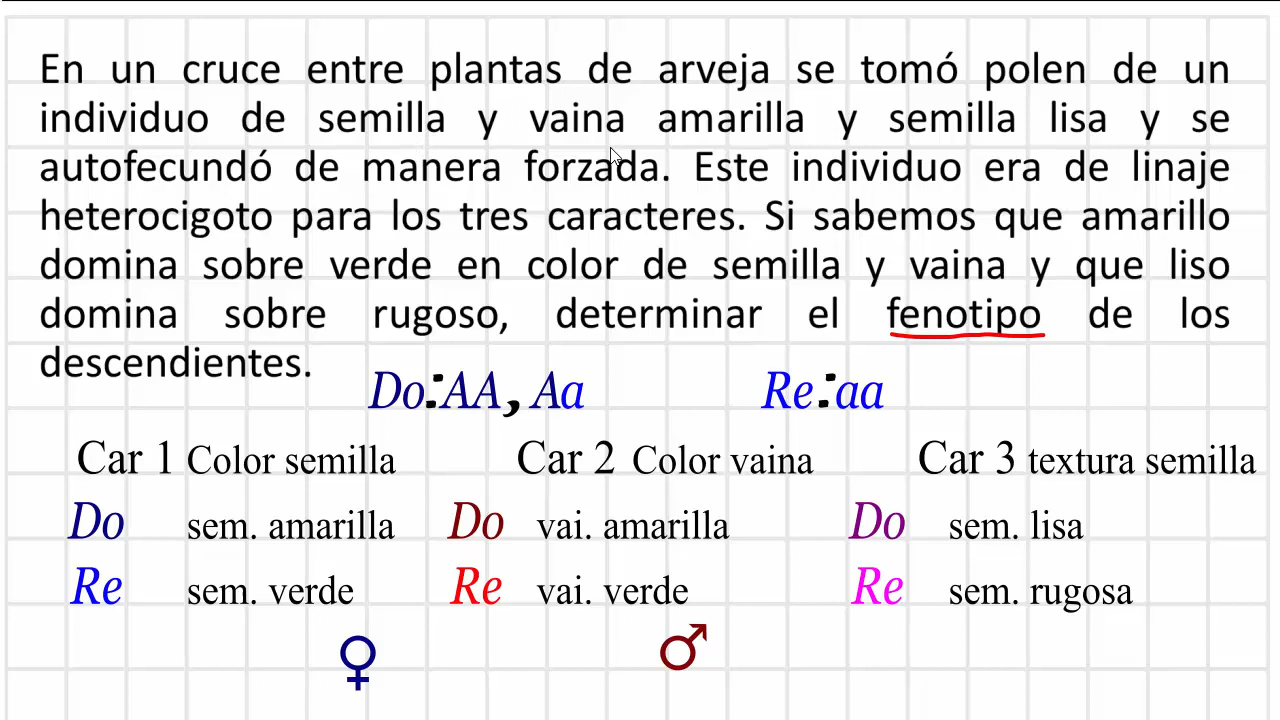 En un cruce entre plantas de arveja se tomó polen de un
individuo de semilla y vaina amarilla y semilla lisa y se
autofecundó de manera forzada. Este individuo era de linaje
heterocigoto para los tres caracteres. Si sabemos que amarillo
domina sobre verde en color de semilla y vaina y que liso
domina sobre rugoso, determinar el fenotipo de los
descendientes.
Do:AA, Aa Re:aa
Car 1 Color semilla Car 2 Color vaina Car 3 textura semilla
Do sem. amarilla Do vai. amarilla Do sem. lisa
Re sem. verde Re vai. verde Re sem. rugosa
♀ ♂